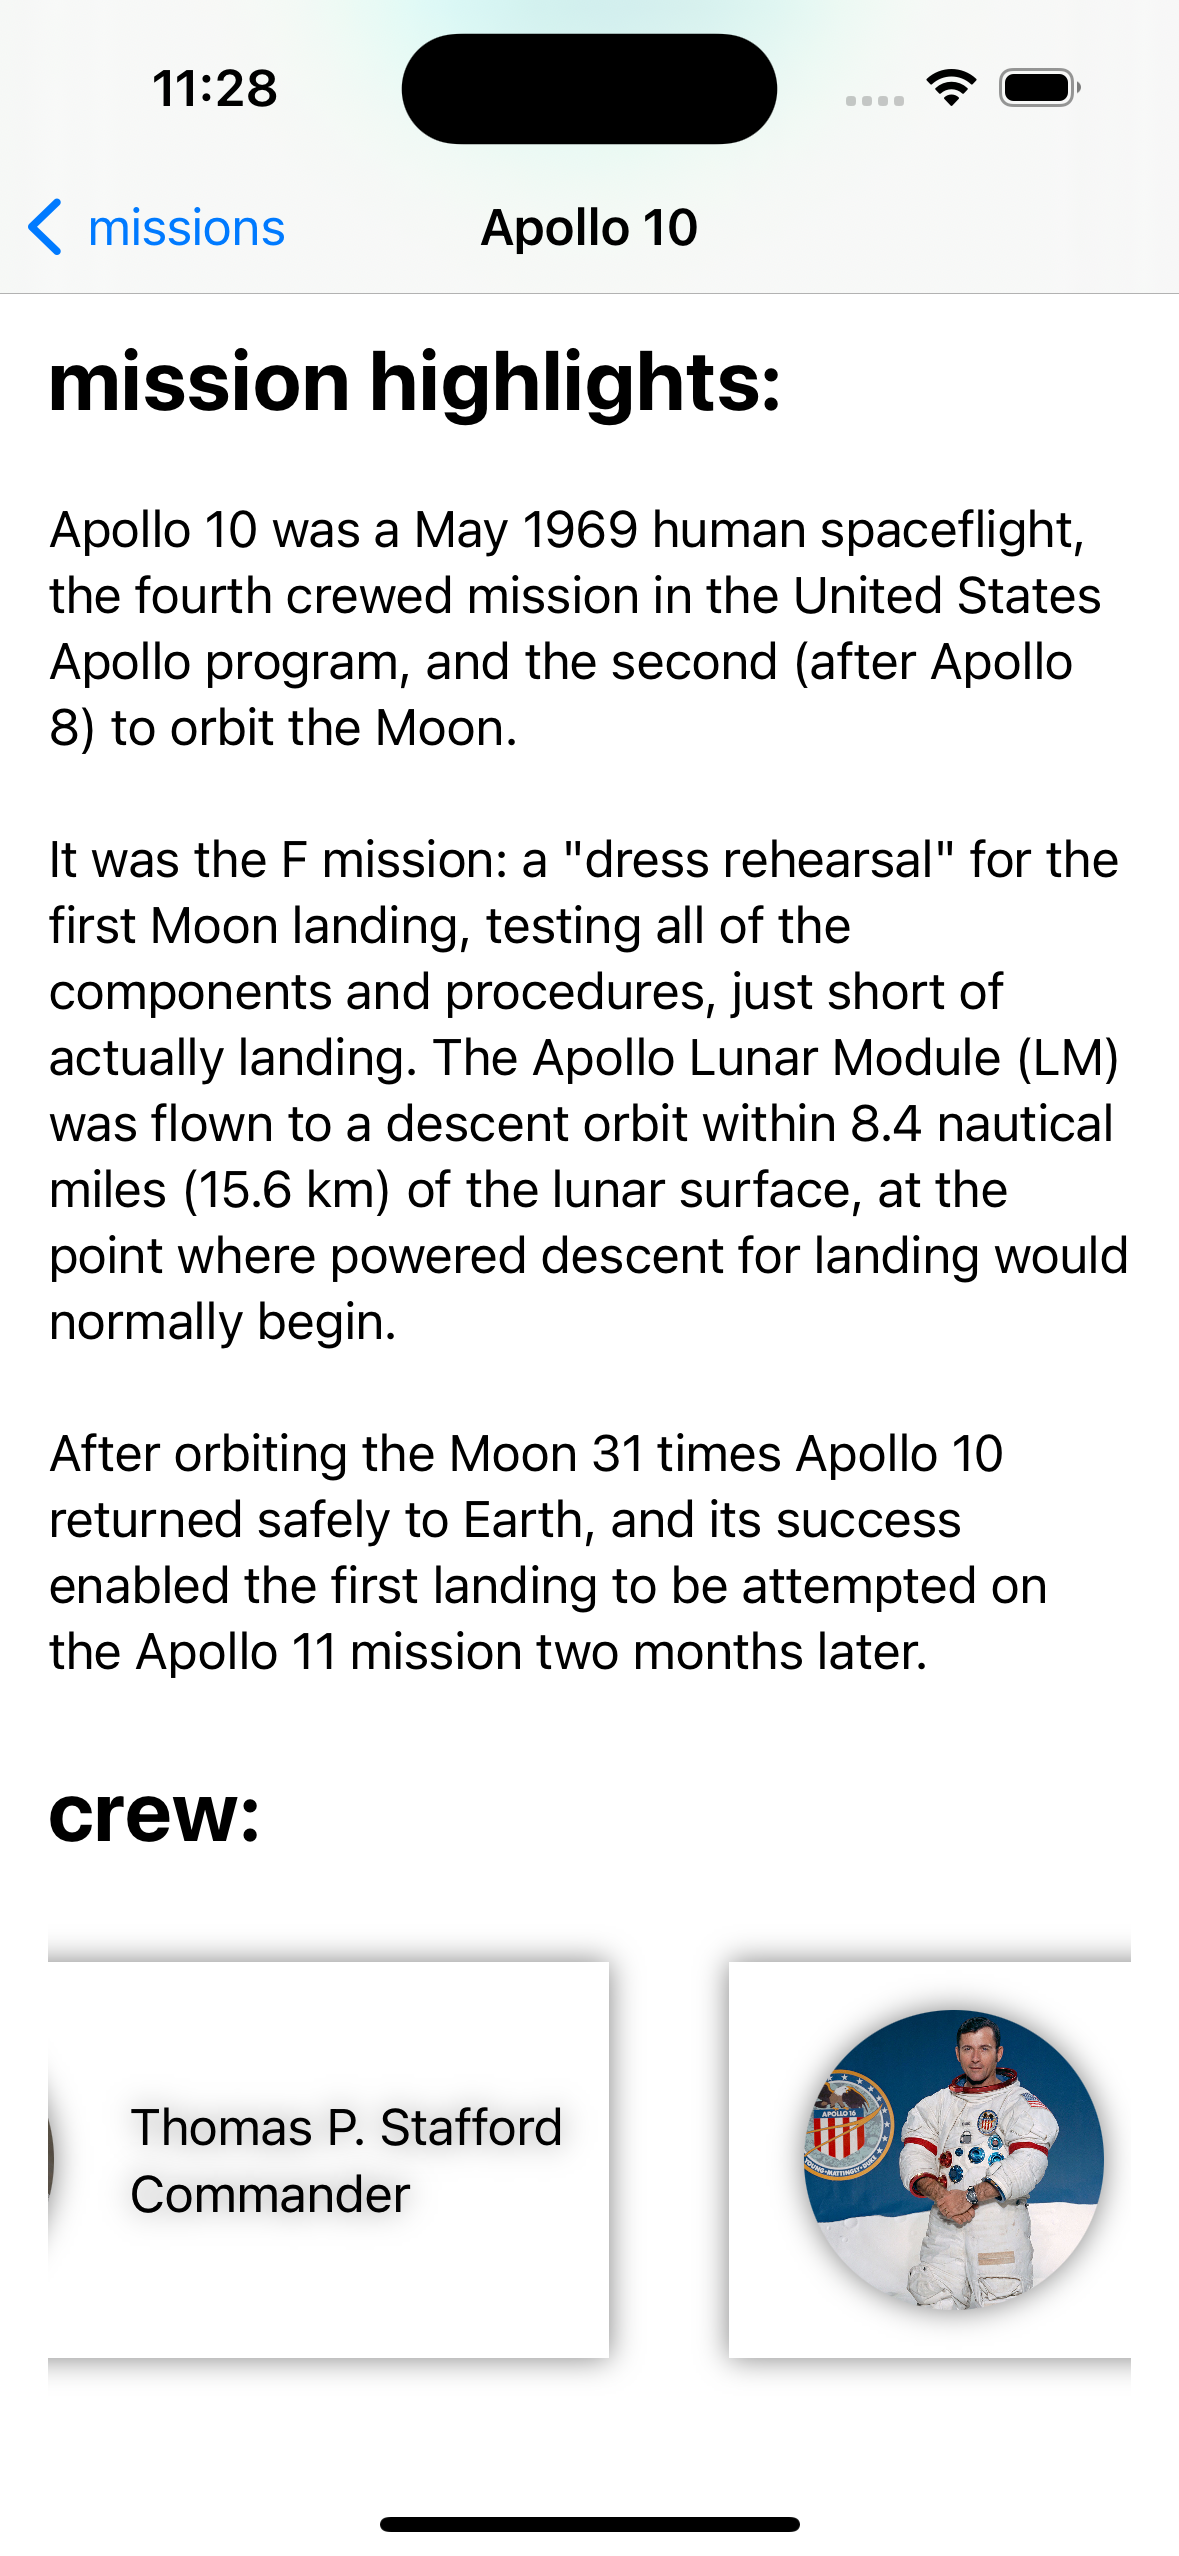 11:28
missions
Apollo 10
mission highlights:
Apollo 10 was a May 1969 human spaceflight,
the fourth crewed mission in the United States
Apollo program, and the second (after Apollo
8) to orbit the Moon.
It was the F mission: a "dress rehearsal" for the
first Moon landing, testing all of the
components and procedures, just short of
actually landing. The Apollo Lunar Module (LM)
was flown to a descent orbit within 8.4 nautical
miles (15.6 km) of the lunar surface, at the
point where powered descent for landing would
normally begin.
After orbiting the Moon 31 times Apollo 10
returned safely to Earth, and its success
enabled the first landing to be attempted on
the Apollo 11 mission two months later.
crew:
Thomas P. Stafford
Commander
APOLLO 16
YOUNG•MATTINGLY•DUKE